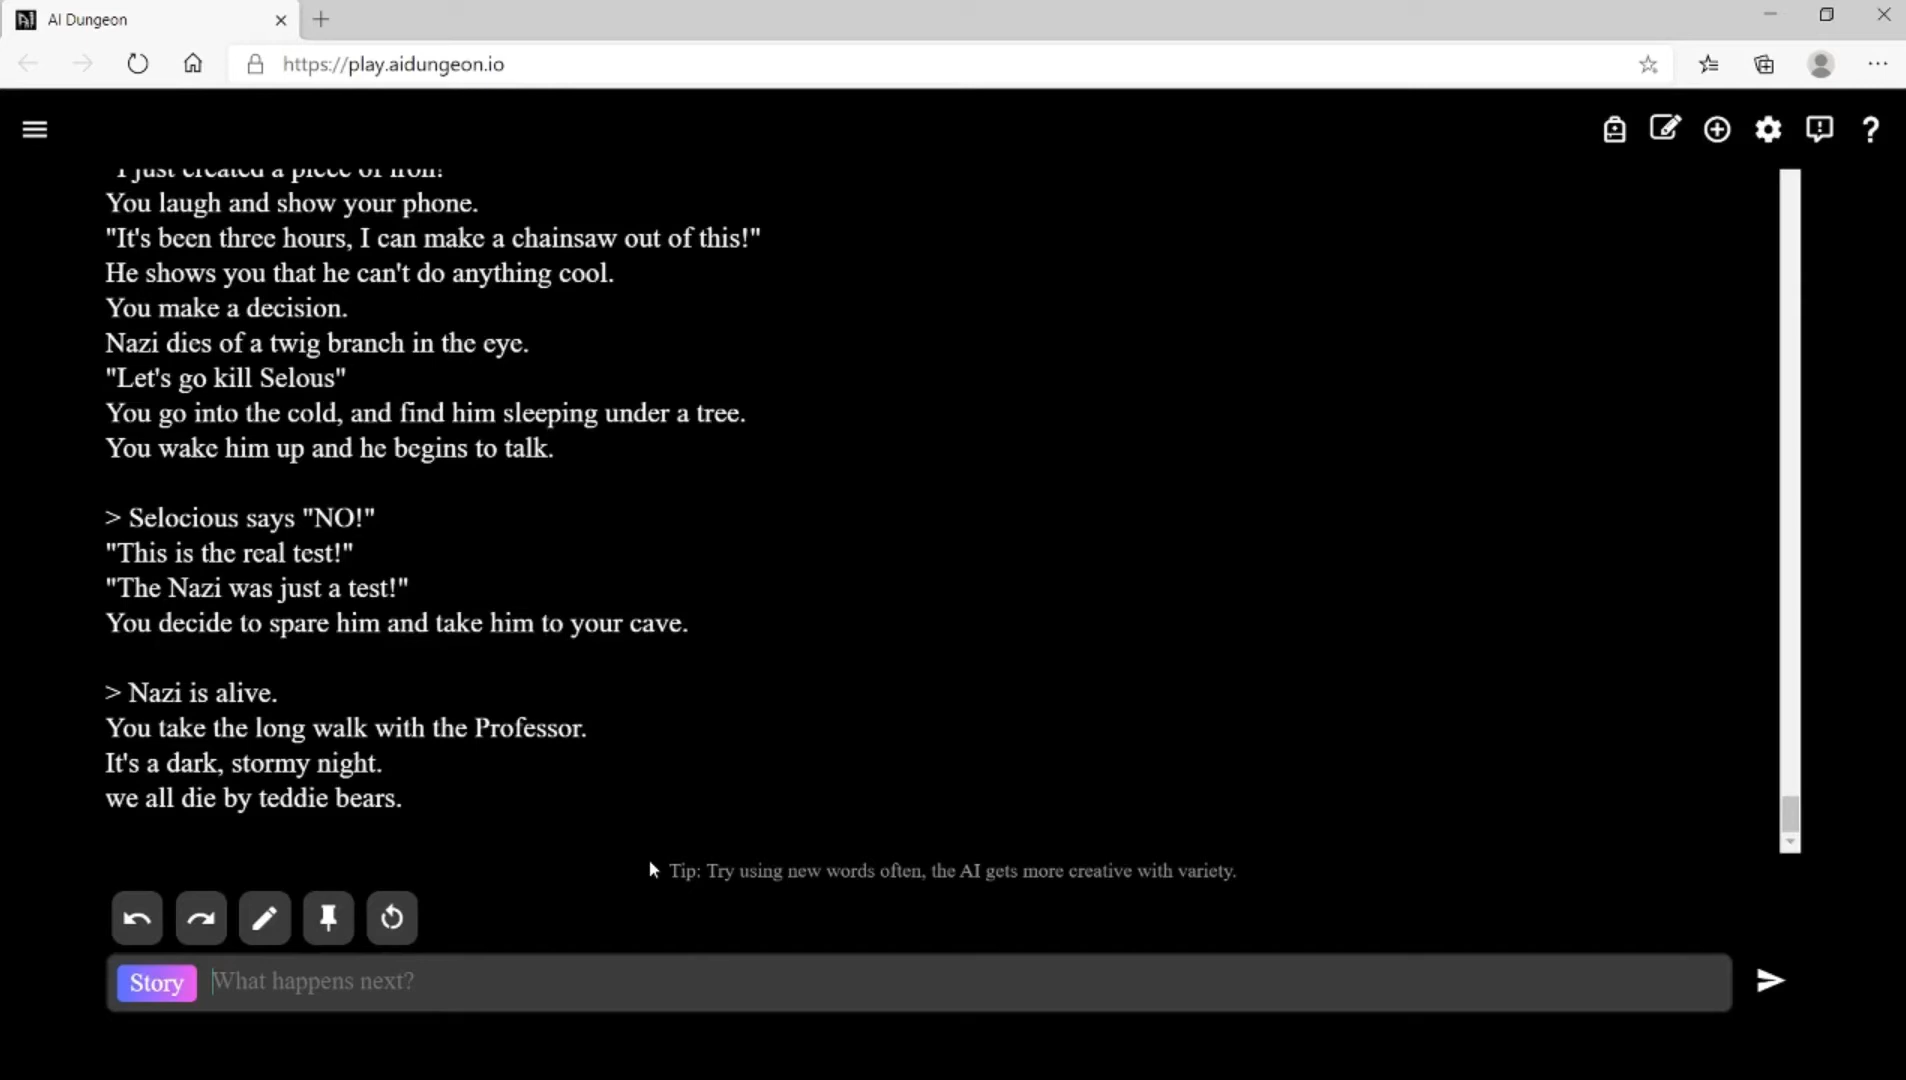 AI Dungeon
https://play.aidungeon.io
"I just created a piece of iron!
You laugh and show your phone.
"It's been three hours, I can make a chainsaw out of this!"
He shows you that he can't do anything cool.
You make a decision.
Nazi dies of a twig branch in the eye.
"Let's go kill Selous"
You go into the cold, and find him sleeping under a tree.
You wake him up and he begins to talk.
> Selocious says "NO!"
"This is the real test!"
"The Nazi was just a test!"
You decide to spare him and take him to your cave.
> Nazi is alive.
You take the long walk with the Professor.
It's a dark, stormy night.
we all die by teddie bears.
Tip: Try using new words often, the AI gets more creative with variety.
Story What happens next?